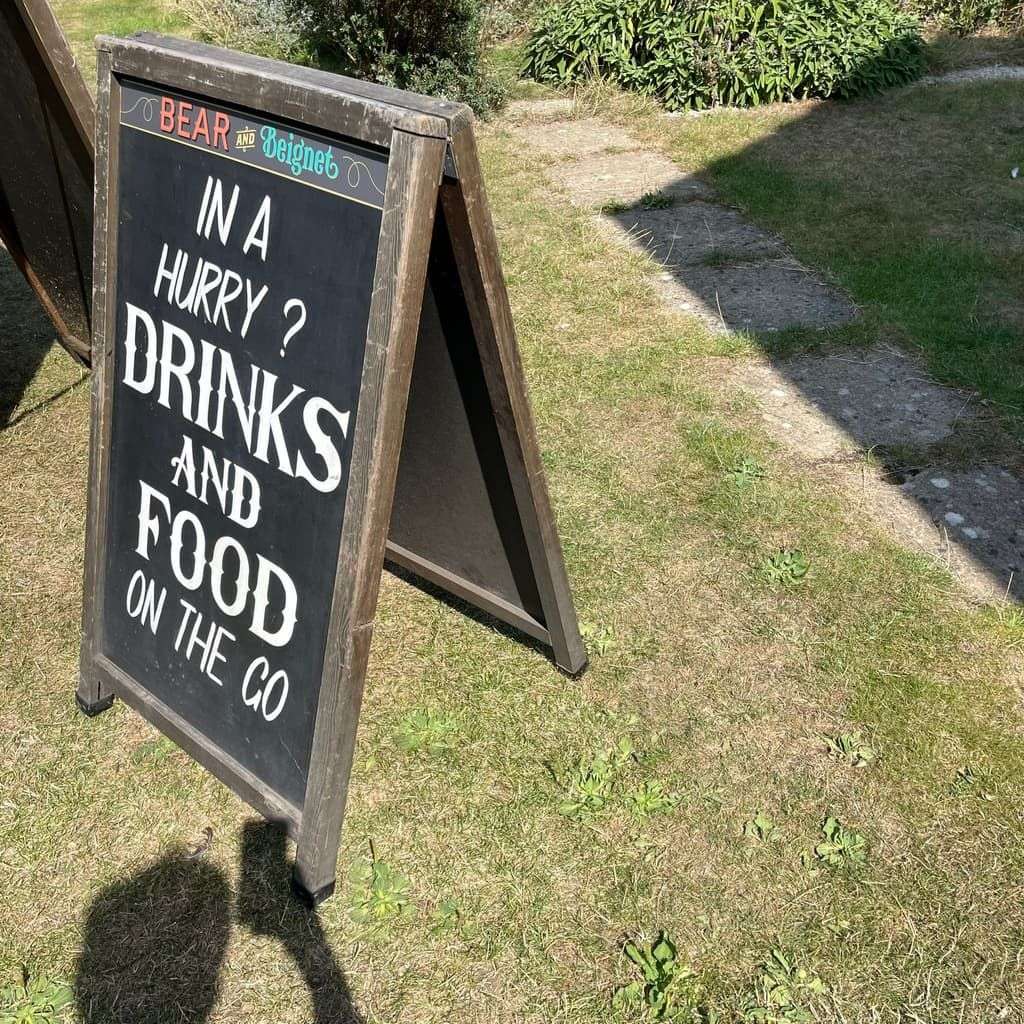 BEAR AND Beignet
IN A
HURRY ?
DRINKS
AND
FOOD
ON THE GO